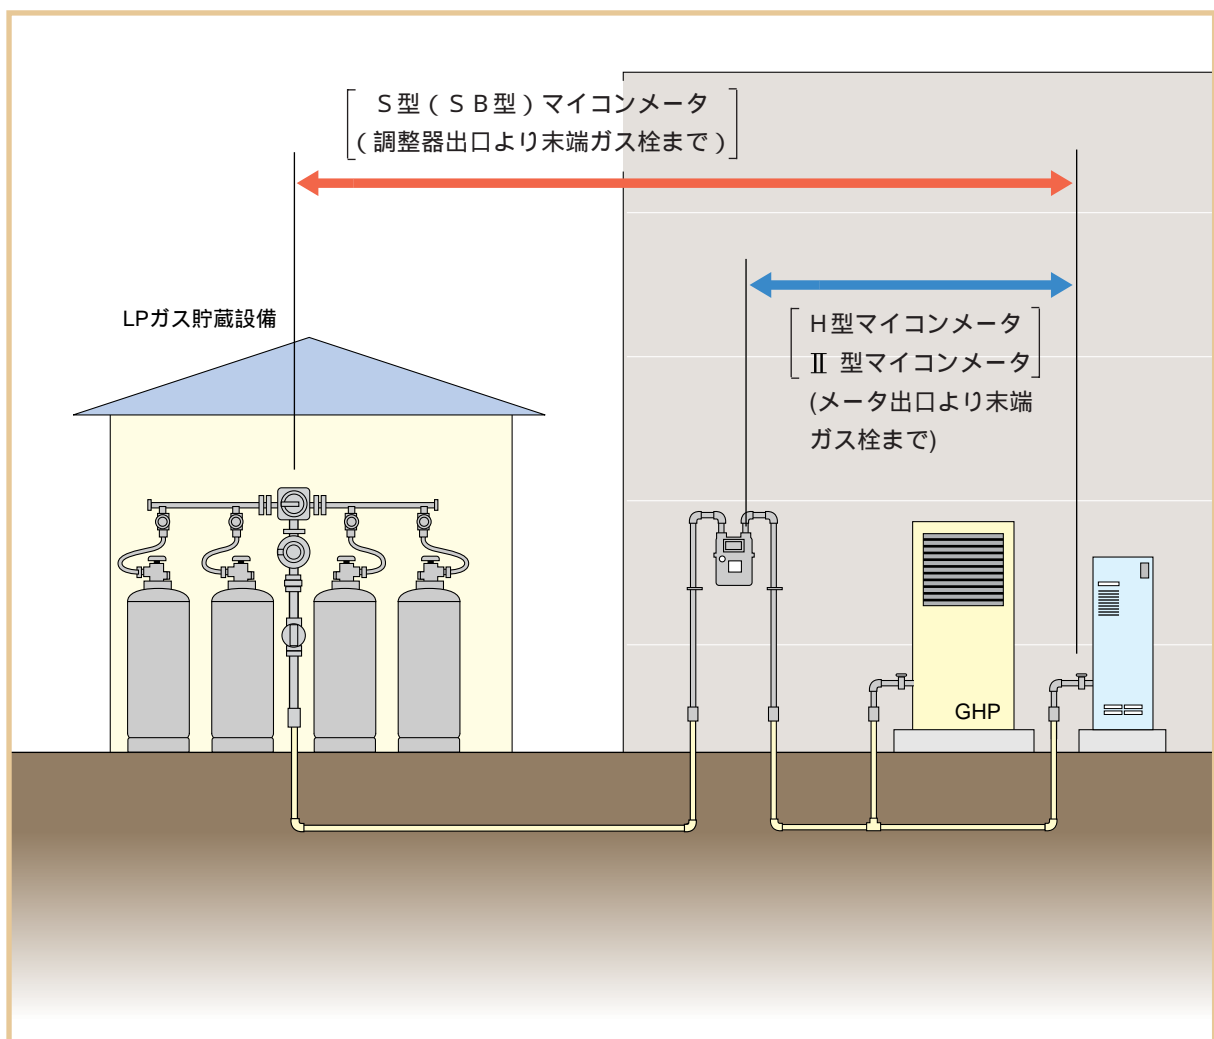 S型(SB型)マイコンメータ
(調整器出口より末端ガス栓まで)
LPガス貯蔵設備
H型マイコンメータ
Ⅱ 型マイコンメータ
(メータ出口より末端
ガス栓まで)
GHP